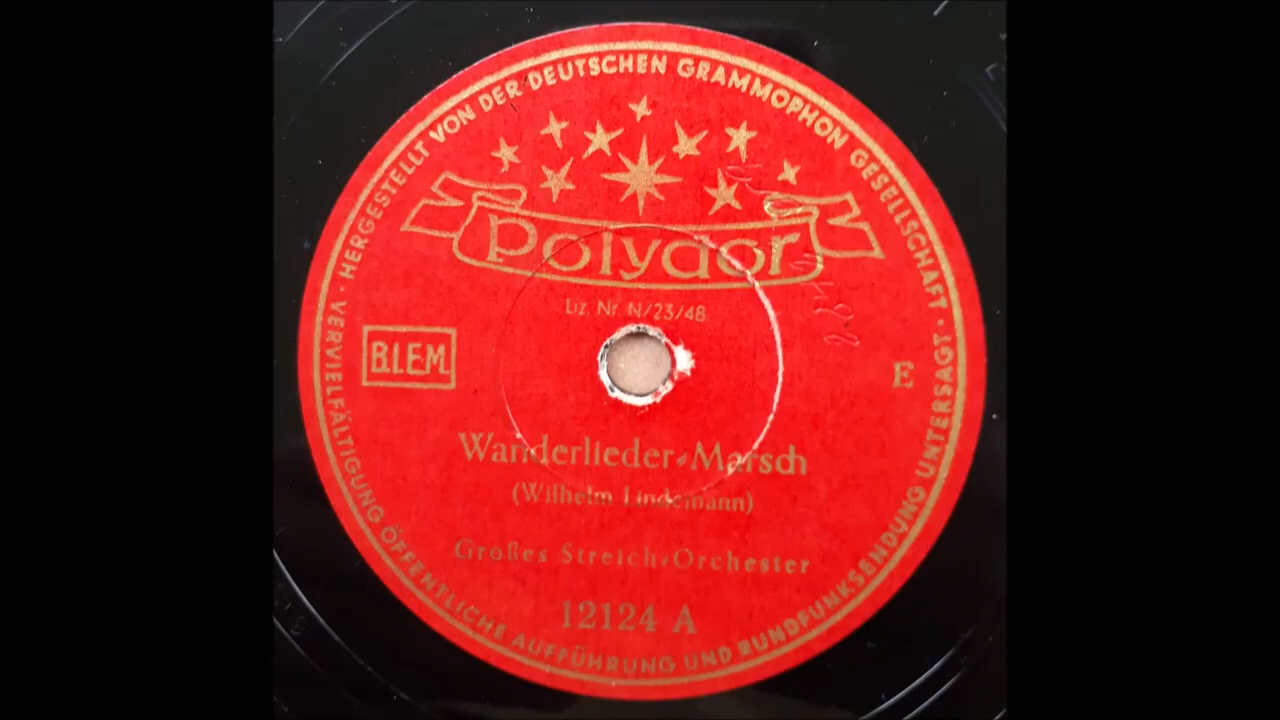 HERGESTELLT VON DER DEUTSCHEN GRAMMOPHON GESELLSCHAFT · VERVIELFÄLTIGUNG ÖFFENTLICHE AUFFÜHRUNG UND RUNDFUNKSENDUNG UNTERSAGT ·
polydor
Liz. Nr. N/23/48
B.I.E.M.
E
Wanderlieder-Marsch
(Wilhelm Lindemann)
Großes Streich-Orchester
12124 A